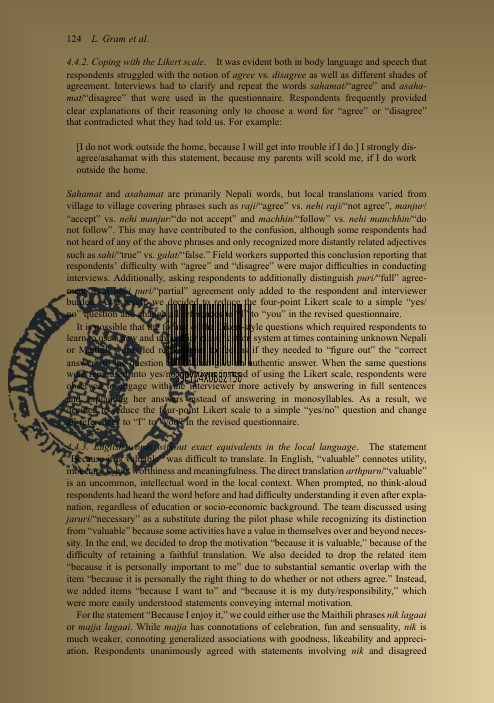 124 L. Gram et al.
4.4.2. Coping with the Likert scale. It was evident both in body language and speech that
respondents struggled with the notion of agree vs. disagree as well as different shades of
agreement. Interviews had to clarify and repeat the words sahamat/“agree” and asaha-
mat/“disagree” that were used in the questionnaire. Respondents frequently provided
clear explanations of their reasoning only to choose a word for “agree” or “disagree”
that contradicted what they had told us. For example:
[I do not work outside the home, because I will get into trouble if I do.] I strongly dis-
agree/asahamat with this statement, because my parents will scold me, if I do work
outside the home.
Sahamat and asahamat are primarily Nepali words, but local translations varied from
village to village covering phrases such as raji/“agree” vs. nehi raji/“not agree”, manjur/
“accept” vs. nehi manjur/“do not accept” and machhin/“follow” vs. nehi manchhin/“do
not follow”. This may have contributed to the confusion, although some respondents had
not heard of any of the above phrases and only recognized more distantly related adjectives
such as sahi/“true” vs. galat/“false.” Field workers supported this conclusion reporting that
respondents’ difficulty with “agree” and “disagree” were major difficulties in conducting
interviews. Additionally, asking respondents to additionally distinguish puri/“full” agree-
puri/“partial” agreement only added to the respondent and interviewer
we decided to reduce the four-point Likert scale to a simple “yes/
no” question and to “you” in the revised questionnaire.
It is possible that the -style questions which required respondents to
learn system at times containing unknown Nepali
or if they needed to “figure out” the “correct
question authentic answer. When the same questions
into yes/ of using the Likert scale, respondents were
to engage with the interviewer more actively by answering in full sentences
and her answers instead of answering in monosyllables. As a result, we
to reduce the four-point Likert scale to a simple “yes/no” question and change
references to “I” to “you” in the revised questionnaire.
4.4.3. English words without exact equivalents in the local language. The statement
“Because it is valuable” was difficult to translate. In English, “valuable” connotes utility,
worthiness and meaningfulness. The direct translation arthpurn/“valuable”
is an uncommon, intellectual word in the local context. When prompted, no think-aloud
respondents had heard the word before and had difficulty understanding it even after expla-
nation, regardless of education or socio-economic background. The team discussed using
jaruri/“necessary” as a substitute during the pilot phase while recognizing its distinction
from “valuable” because some activities have a value in themselves over and beyond neces-
sity. In the end, we decided to drop the motivation “because it is valuable,” because of the
difficulty of retaining a faithful translation. We also decided to drop the related item
“because it is personally important to me” due to substantial semantic overlap with the
item “because it is personally the right thing to do whether or not others agree.” Instead,
we added items “because I want to” and “because it is my duty/responsibility,” which
were more easily understood statements conveying internal motivation.
For the statement “Because I enjoy it,” we could either use the Maithili phrases nik lagaai
or majja lagaai. While majja has connotations of celebration, fun and sensuality, nik is
much weaker, connoting generalized associations with goodness, likeability and appreci-
ation. Respondents unanimously agreed with statements involving nik and disagreed